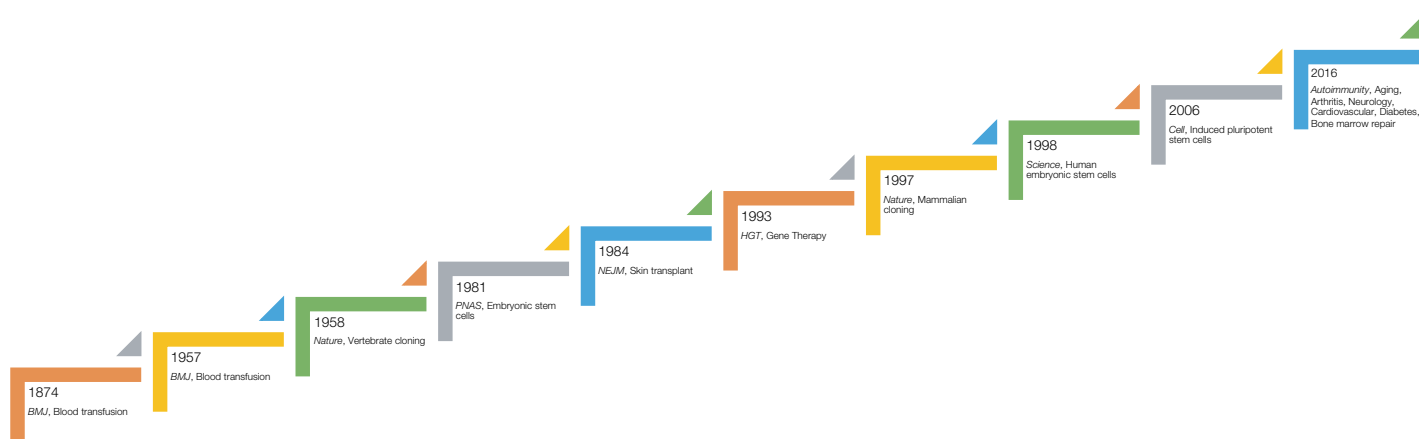 1874
BMJ, Blood transfusion
1957
BMJ, Blood transfusion
1958
Nature, Vertebrate cloning
1981
PNAS, Embryonic stem
cells
1984
NEJM, Skin transplant
1993
HGT, Gene Therapy
1997
Nature, Mammalian
cloning
1998
Science, Human
embryonic stem cells
2006
Cell, Induced pluripotent
stem cells
2016
Autoimmunity, Aging,
Arthritis, Neurology,
Cardiovascular, Diabetes,
Bone marrow repair